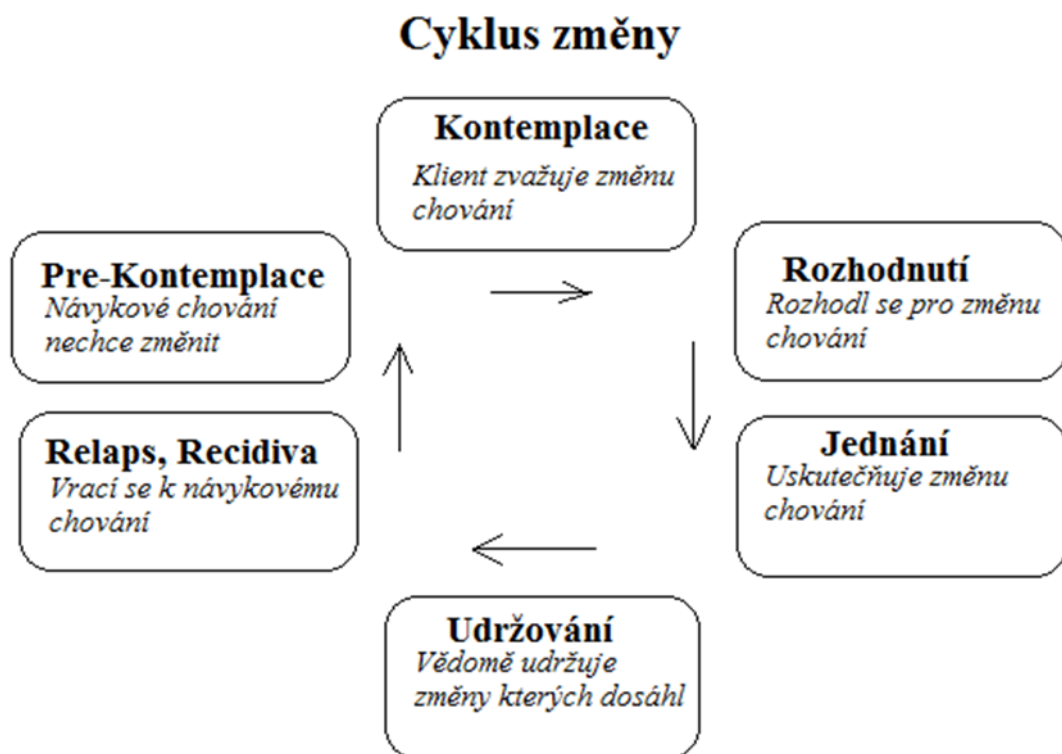 Cyklus změny
Kontemplace
Klient zvažuje změnu
chování
Rozhodnutí
Rozhodl se pro změnu
chování
Jednání
Uskutečňuje změnu
chování
Udržování
Vědomě udržuje
změny kterých dosáhl
Relaps, Recidiva
Vrací se k návykovému
chování
Pre-Kontemplace
Návykové chování
nechce změnit